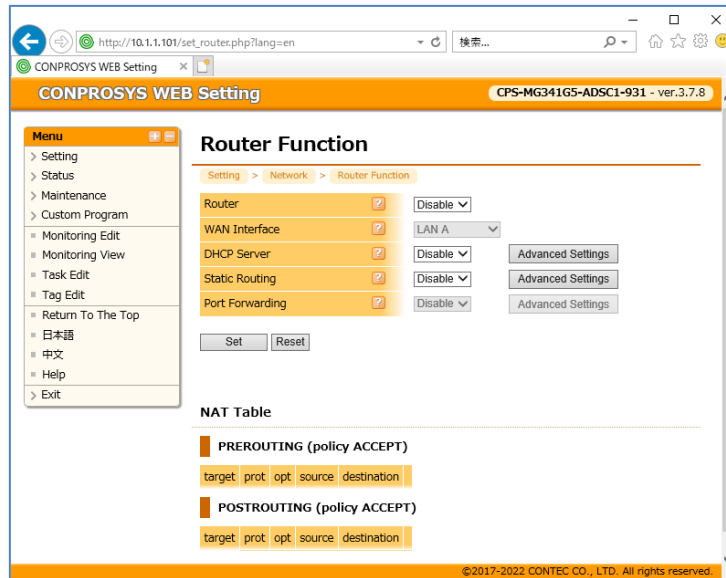 http://10.1.1.101/set_router.php?lang=en
検索...
CONPROSYS WEB Setting
CONPROSYS WEB Setting
CPS-MG341G5-ADSC1-931 - ver.3.7.8
Menu
Setting
Status
Maintenance
Custom Program
Monitoring Edit
Monitoring View
Task Edit
Tag Edit
Return To The Top
日本語
中文
Help
Exit
Router Function
Setting > Network > Router Function
Router ? Disable
WAN Interface ? LAN A
DHCP Server ? Disable Advanced Settings
Static Routing ? Disable Advanced Settings
Port Forwarding ? Disable Advanced Settings
Set Reset
NAT Table
PREROUTING (policy ACCEPT)
target prot opt source destination
POSTROUTING (policy ACCEPT)
target prot opt source destination
©2017-2022 CONTEC CO., LTD. All rights reserved.